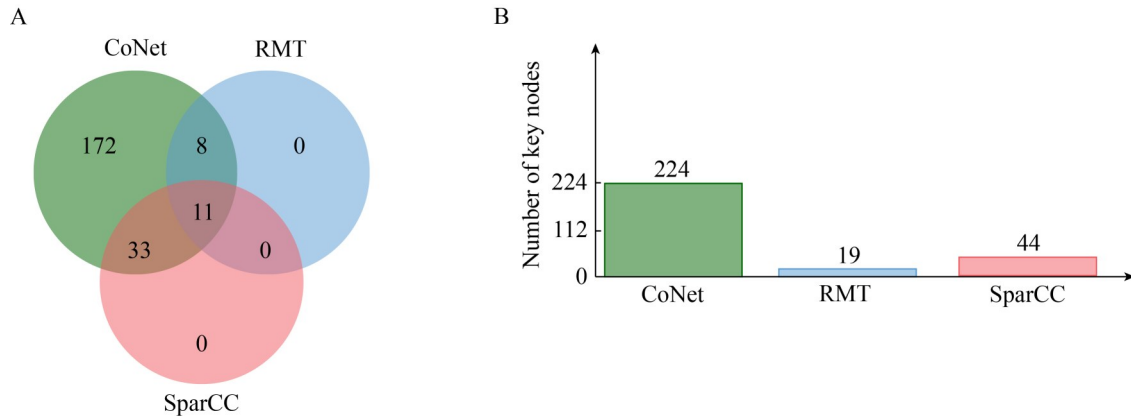 A
B
CoNet
RMT
172
8
0
11
33
0
0
SparCC
Number of key nodes
224
112
0
224
19
44
CoNet
RMT
SparCC